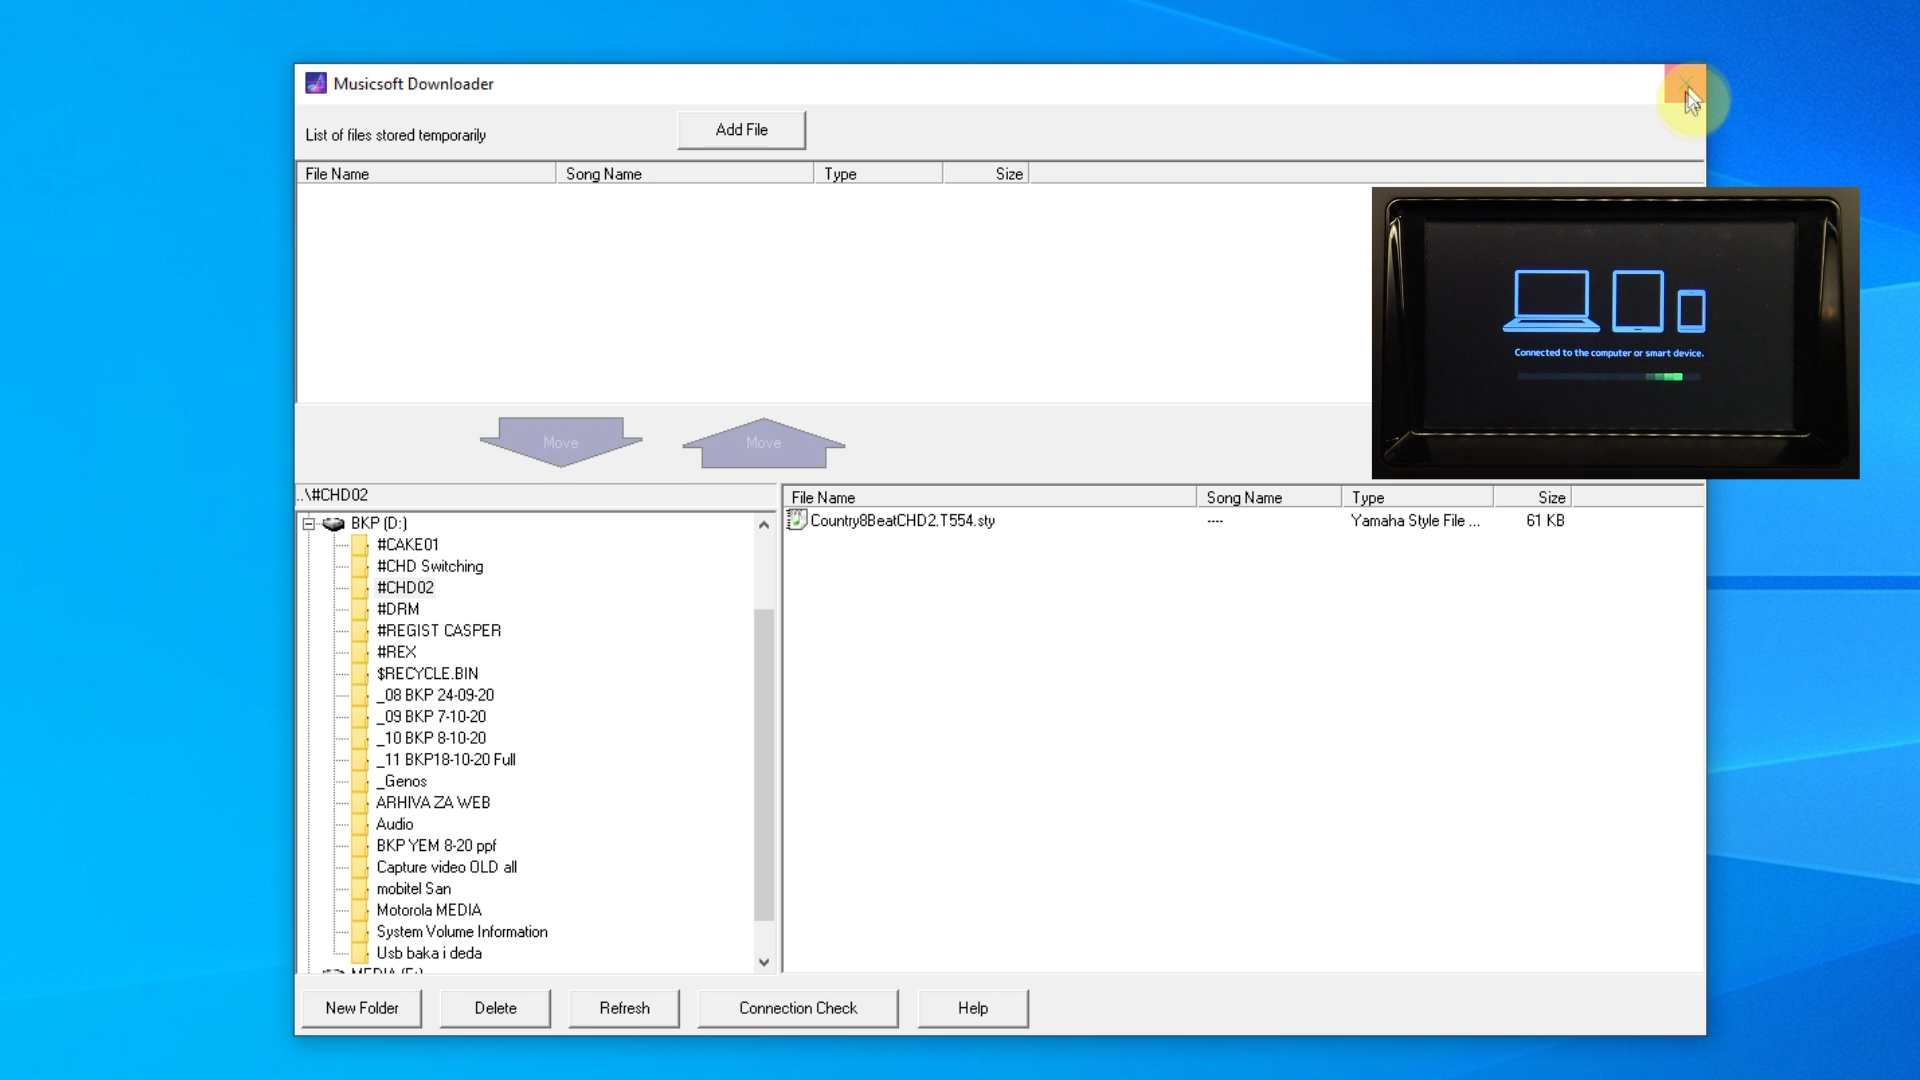 Musicsoft Downloader
List of files stored temporarily
Add File
File Name Song Name Type Size
Connected to the computer or smart device.
Move Move
..\#CHD02
File Name Song Name Type Size
Country8BeatCHD2.T554.sty ---- Yamaha Style File ... 61 KB
BKP (D:)
#CAKE01
#CHD Switching
#CHD02
#DRM
#REGIST CASPER
#REX
$RECYCLE.BIN
_08 BKP 24-09-20
_09 BKP 7-10-20
_10 BKP 8-10-20
_11 BKP18-10-20 Full
_Genos
ARHIVA ZA WEB
Audio
BKP YEM 8-20 ppf
Capture video OLD all
mobitel San
Motorola MEDIA
System Volume Information
Usb baka i deda
New Folder Delete Refresh Connection Check Help